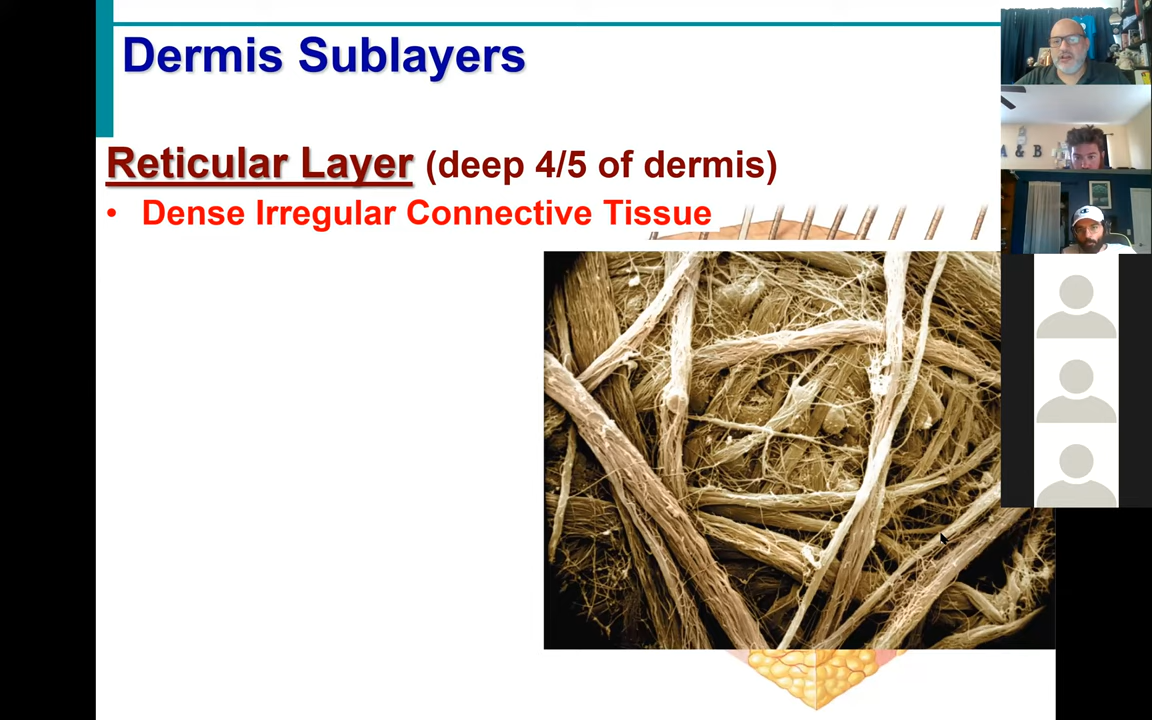 Dermis Sublayers
Reticular Layer (deep 4/5 of dermis)
• Dense Irregular Connective Tissue
A & B